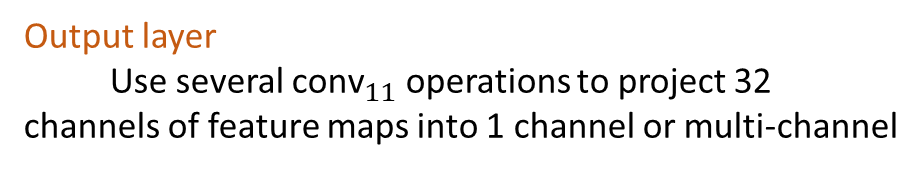 Output layer
Use several conv₁₁ operations to project 32
channels of feature maps into 1 channel or multi-channel